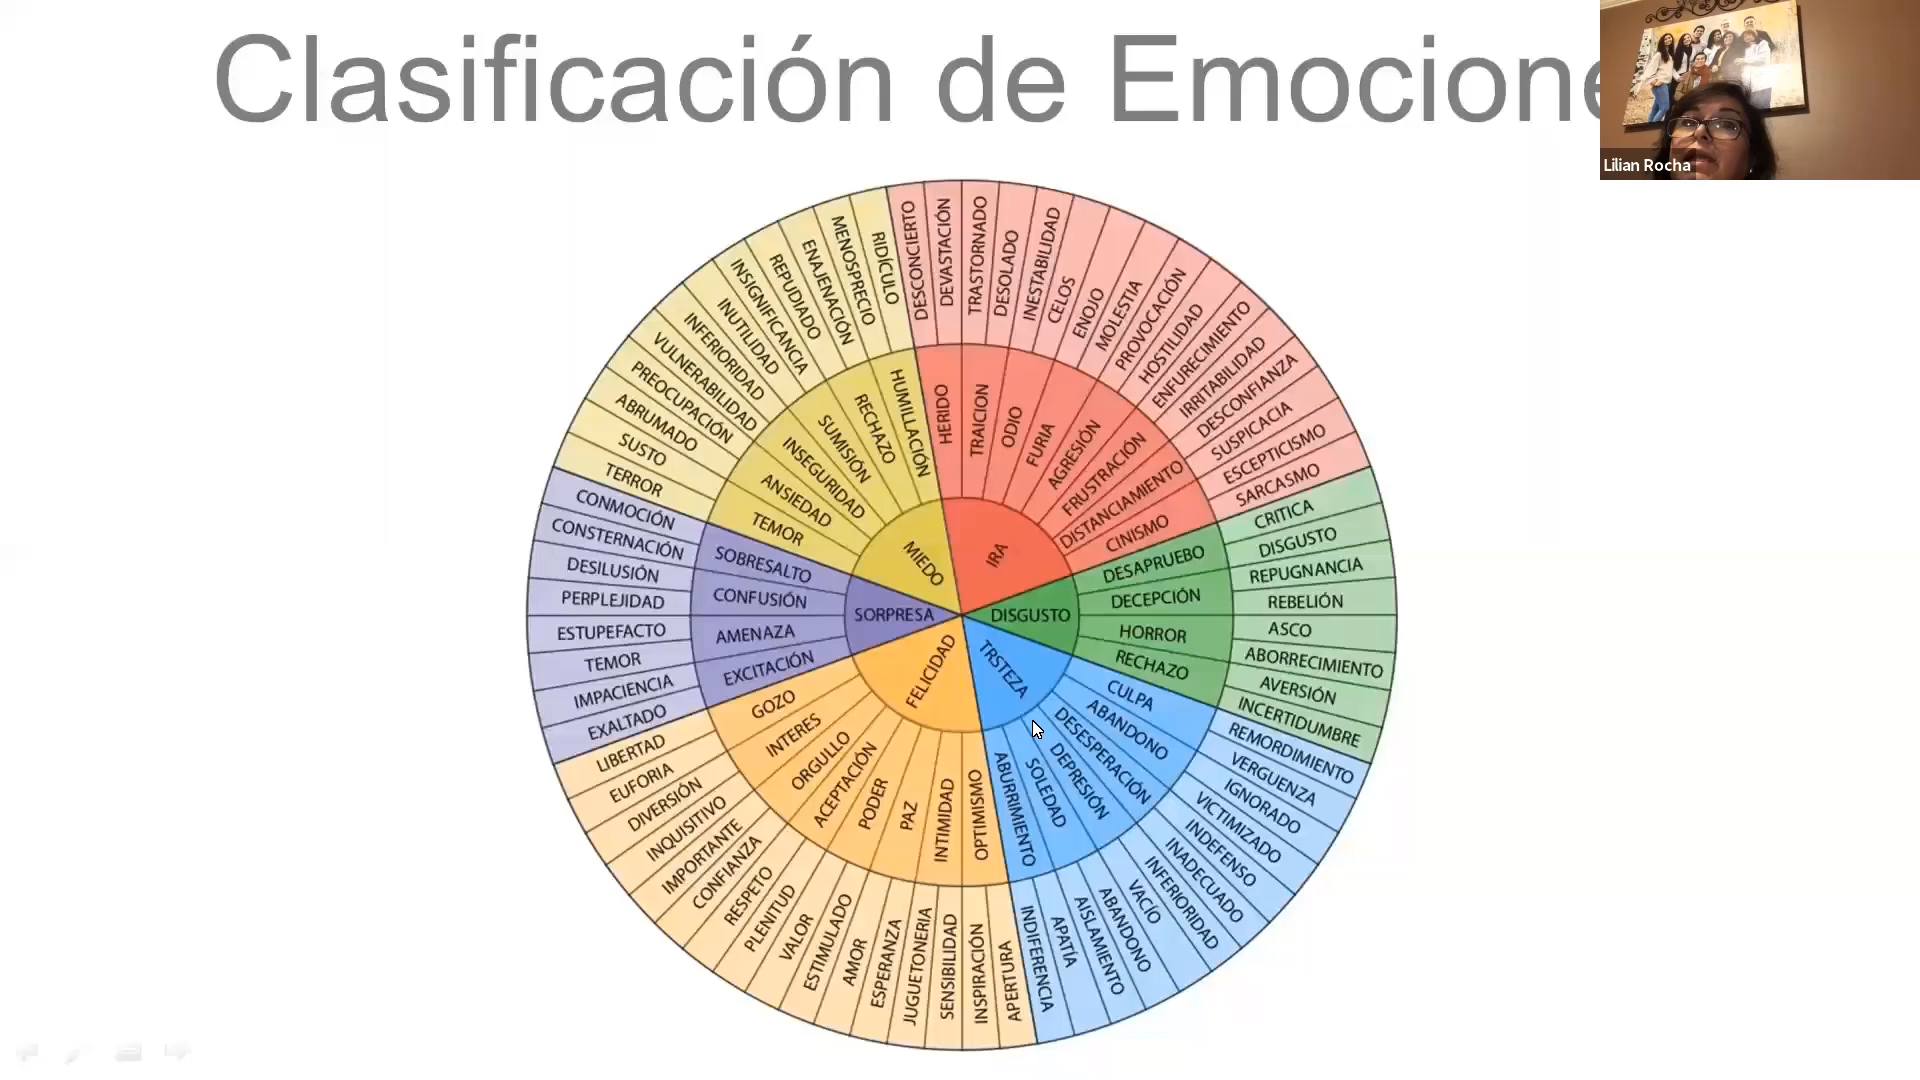 Clasificación de Emocione
Lilian Rocha
IRA
HERIDO
TRAICION
ODIO
FURIA
AGRESIÓN
FRUSTRACIÓN
DISTANCIAMIENTO
CINISMO
DESCONCIERTO
DEVASTACIÓN
TRASTORNADO
DESOLADO
INESTABILIDAD
CELOS
ENOJO
MOLESTIA
PROVOCACIÓN
HOSTILIDAD
ENFURECIMIENTO
IRRITABILIDAD
DESCONFIANZA
SUSPICACIA
ESCEPTICISMO
SARCASMO
DISGUSTO
DESAPRUEBO
DECEPCIÓN
HORROR
RECHAZO
CRITICA
DISGUSTO
REPUGNANCIA
REBELIÓN
ASCO
ABORRECIMIENTO
AVERSIÓN
INCERTIDUMBRE
TRSTEZA
CULPA
ABANDONO
DESESPERACIÓN
DEPRESIÓN
SOLEDAD
ABURRIMIENTO
REMORDIMIENTO
VERGUENZA
IGNORADO
VICTIMIZADO
INDEFENSO
INADECUADO
INFERIORIDAD
VACÍO
ABANDONO
AISLAMIENTO
APATÍA
INDIFERENCIA
FELICIDAD
OPTIMISMO
INTIMIDAD
PAZ
PODER
ACEPTACIÓN
ORGULLO
INTERES
GOZO
APERTURA
INSPIRACIÓN
SENSIBILIDAD
JUGUETONERIA
ESPERANZA
AMOR
ESTIMULADO
VALOR
PLENITUD
RESPETO
CONFIANZA
IMPORTANTE
INQUISITIVO
DIVERSIÓN
EUFORIA
LIBERTAD
SORPRESA
EXCITACIÓN
AMENAZA
CONFUSIÓN
SOBRESALTO
EXALTADO
IMPACIENCIA
TEMOR
ESTUPEFACTO
PERPLEJIDAD
DESILUSIÓN
CONSTERNACIÓN
CONMOCIÓN
MIEDO
TEMOR
ANSIEDAD
INSEGURIDAD
SUMISIÓN
RECHAZO
HUMILLACIÓN
TERROR
SUSTO
ABRUMADO
PREOCUPACIÓN
VULNERABILIDAD
INFERIORIDAD
INUTILIDAD
INSIGNIFICANCIA
REPUDIADO
ENAJENACIÓN
MENOSPRECIO
RIDÍCULO